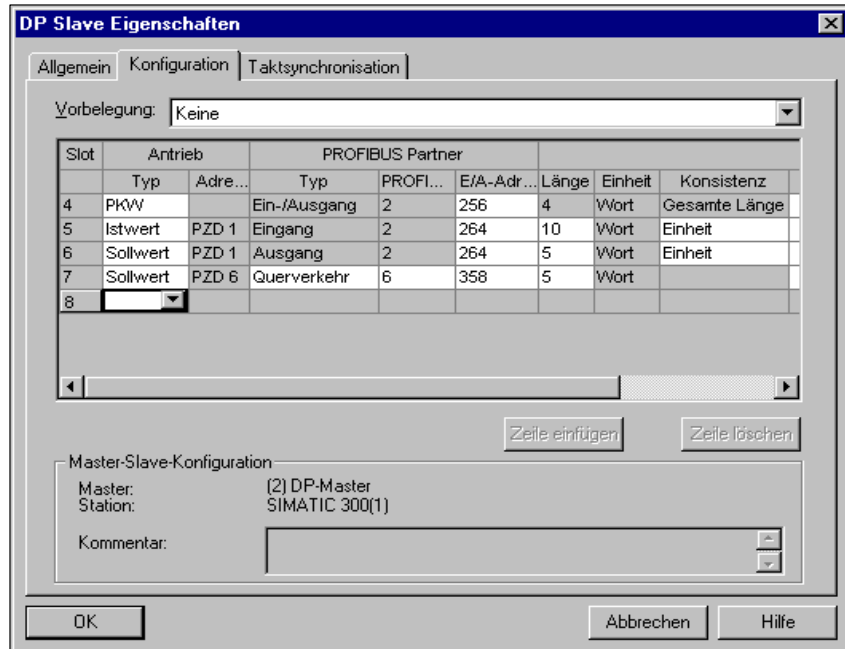 DP Slave Eigenschaften
Allgemein Konfiguration Taktsynchronisation
Vorbelegung: Keine
Slot Antrieb PROFIBUS Partner
Typ Adre... Typ PROFI... E/A-Adr... Länge Einheit Konsistenz
4 PKW Ein-/Ausgang 2 256 4 Wort Gesamte Länge
5 Istwert PZD 1 Eingang 2 264 10 Wort Einheit
6 Sollwert PZD 1 Ausgang 2 264 5 Wort Einheit
7 Sollwert PZD 6 Querverkehr 6 358 5 Wort
8
Zeile einfügen Zeile löschen
Master-Slave-Konfiguration
Master: (2) DP-Master
Station: SIMATIC 300(1)
Kommentar:
OK Abbrechen Hilfe